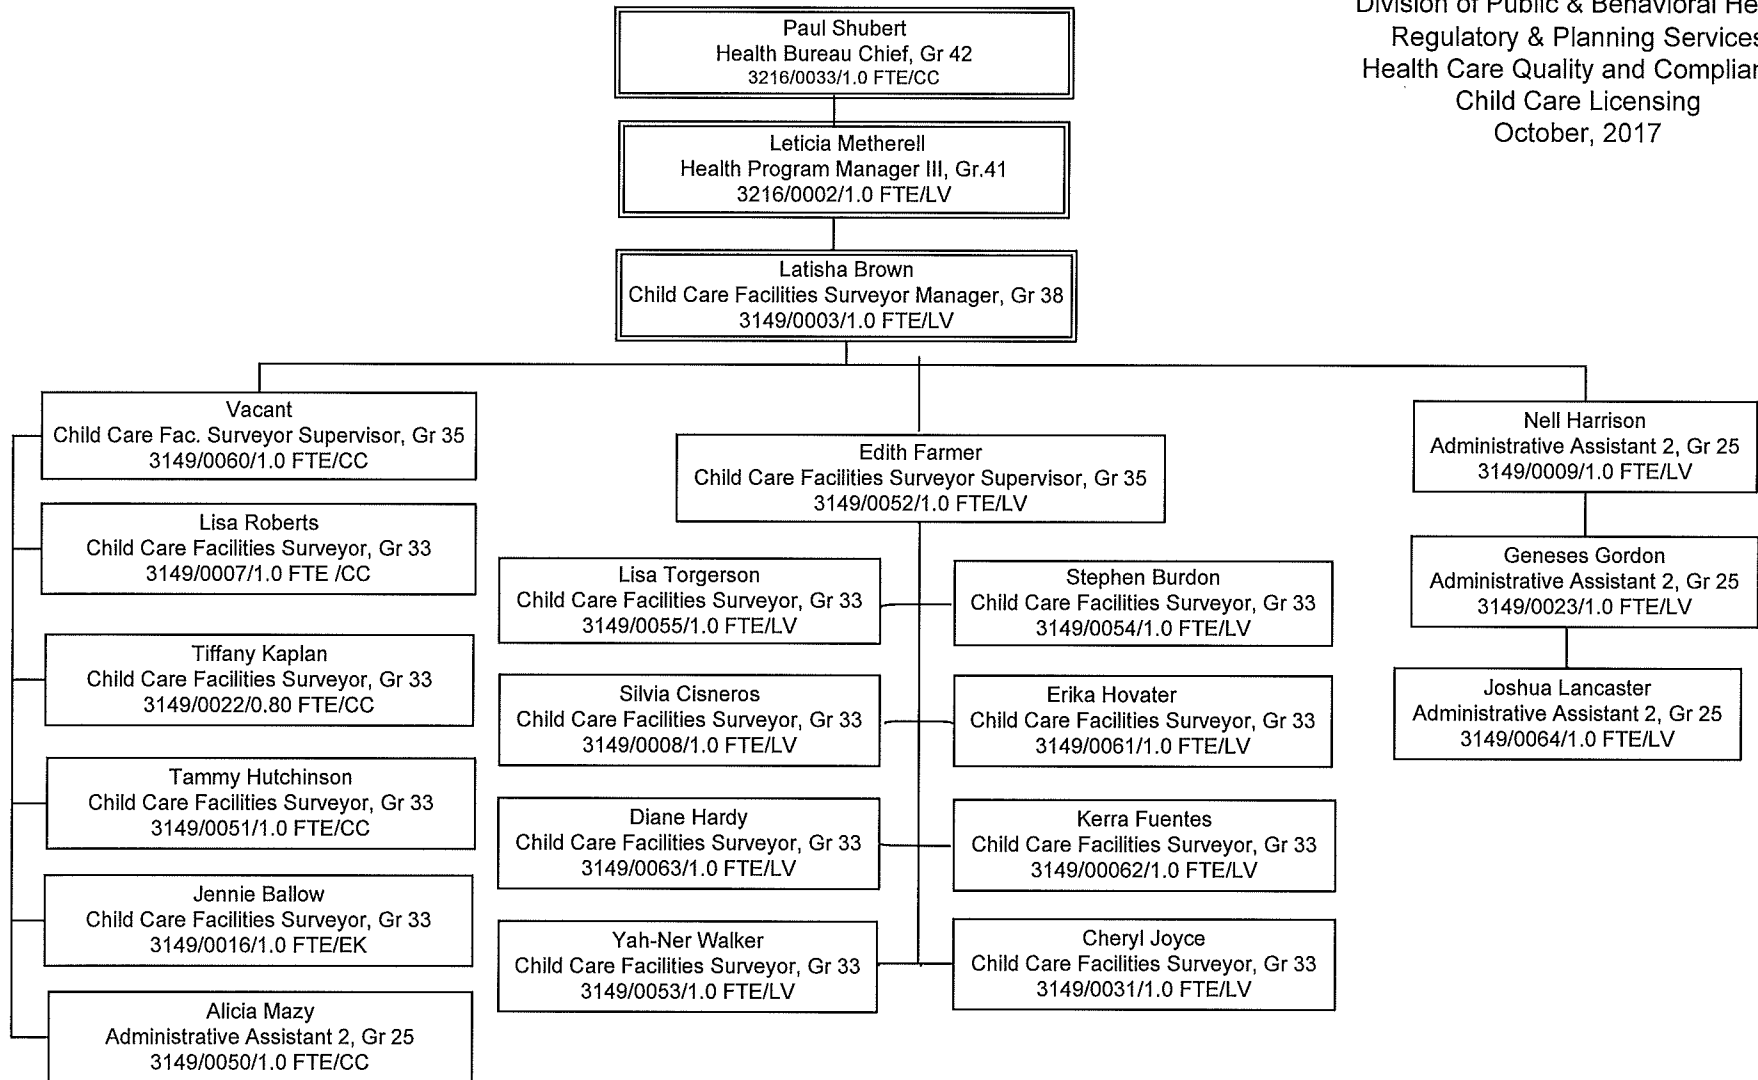 Division of Public & Behavioral
Regulatory & Planning Services
Health Care Quality and
Child Care Licensing
October, 2017
Paul Shubert
Health Bureau Chief, Gr 42
3216/0033/1.0 FTE/CC
Leticia Metherell
Health Program Manager III, Gr.41
3216/0002/1.0 FTE/LV
Latisha Brown
Child Care Facilities Surveyor Manager, Gr 38
3149/0003/1.0 FTE/LV
Vacant
Child Care Fac. Surveyor Supervisor, Gr 35
3149/0060/1.0 FTE/CC
Lisa Roberts
Child Care Facilities Surveyor, Gr 33
3149/0007/1.0 FTE /CC
Tiffany Kaplan
Child Care Facilities Surveyor, Gr 33
3149/0022/0.80 FTE/CC
Tammy Hutchinson
Child Care Facilities Surveyor, Gr 33
3149/0051/1.0 FTE/CC
Jennie Ballow
Child Care Facilities Surveyor, Gr 33
3149/0016/1.0 FTE/EK
Alicia Mazy
Administrative Assistant 2, Gr 25
3149/0050/1.0 FTE/CC
Edith Farmer
Child Care Facilities Surveyor Supervisor, Gr 35
3149/0052/1.0 FTE/LV
Lisa Torgerson
Child Care Facilities Surveyor, Gr 33
3149/0055/1.0 FTE/LV
Stephen Burdon
Child Care Facilities Surveyor, Gr 33
3149/0054/1.0 FTE/LV
Silvia Cisneros
Child Care Facilities Surveyor, Gr 33
3149/0008/1.0 FTE/LV
Erika Hovater
Child Care Facilities Surveyor, Gr 33
3149/0061/1.0 FTE/LV
Diane Hardy
Child Care Facilities Surveyor, Gr 33
3149/0063/1.0 FTE/LV
Kerra Fuentes
Child Care Facilities Surveyor, Gr 33
3149/00062/1.0 FTE/LV
Yah-Ner Walker
Child Care Facilities Surveyor, Gr 33
3149/0053/1.0 FTE/LV
Cheryl Joyce
Child Care Facilities Surveyor, Gr 33
3149/0031/1.0 FTE/LV
Nell Harrison
Administrative Assistant 2, Gr 25
3149/0009/1.0 FTE/LV
Geneses Gordon
Administrative Assistant 2, Gr 25
3149/0023/1.0 FTE/LV
Joshua Lancaster
Administrative Assistant 2, Gr 25
3149/0064/1.0 FTE/LV